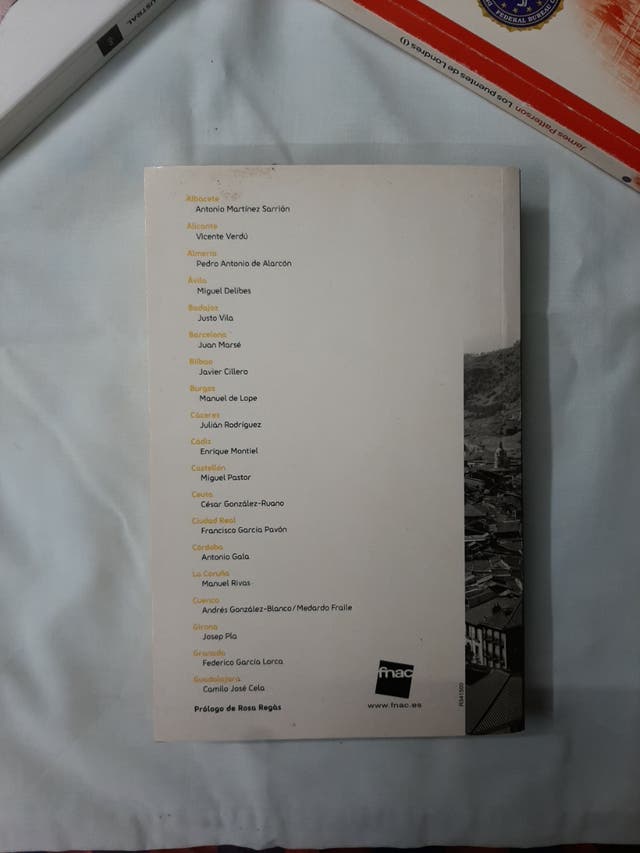 AUSTRAL
FEDERAL BUREAU
James Patterson Los puentes de Londres (I)
Albacete
Antonio Martínez Sarrión
Alicante
Vicente Verdú
Almería
Pedro Antonio de Alarcón
Ávila
Miguel Delibes
Badajoz
Justo Vila
Barcelona
Juan Marsé
Bilbao
Javier Cillero
Burgos
Manuel de Lope
Cáceres
Julián Rodríguez
Cádiz
Enrique Montiel
Castellón
Miguel Pastor
Ceuta
César González-Ruano
Ciudad Real
Francisco García Pavón
Córdoba
Antonio Gala
La Coruña
Manuel Rivas
Cuenca
Andrés González-Blanco/Medardo Fraile
Girona
Josep Pla
Granada
Federico García Lorca
Guadalajara
Camilo José Cela
Prólogo de Rosa Regàs
fnac
www.fnac.es